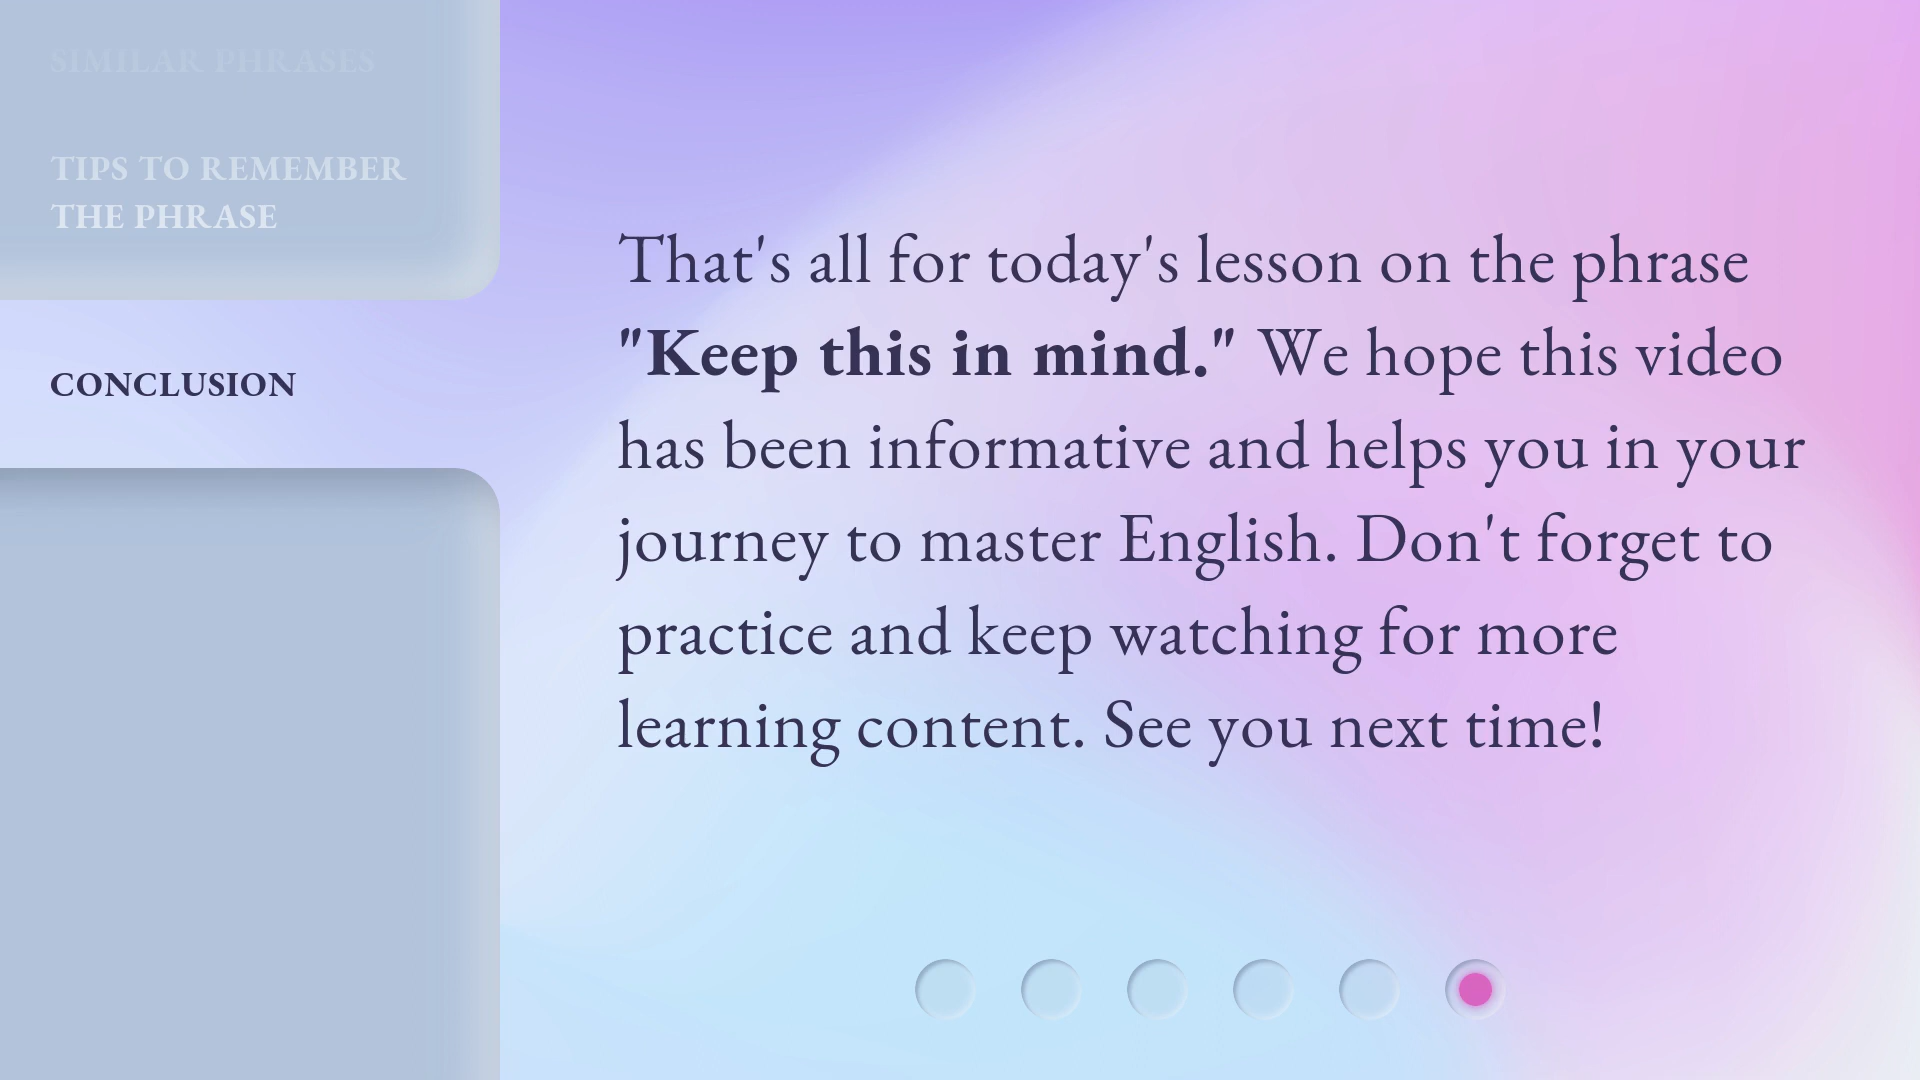 SIMILAR PHRASES
TIPS TO REMEMBER
THE PHRASE
CONCLUSION
That's all for today's lesson on the phrase
"Keep this in mind." We hope this video
has been informative and helps you in your
journey to master English. Don't forget to
practice and keep watching for more
learning content. See you next time!